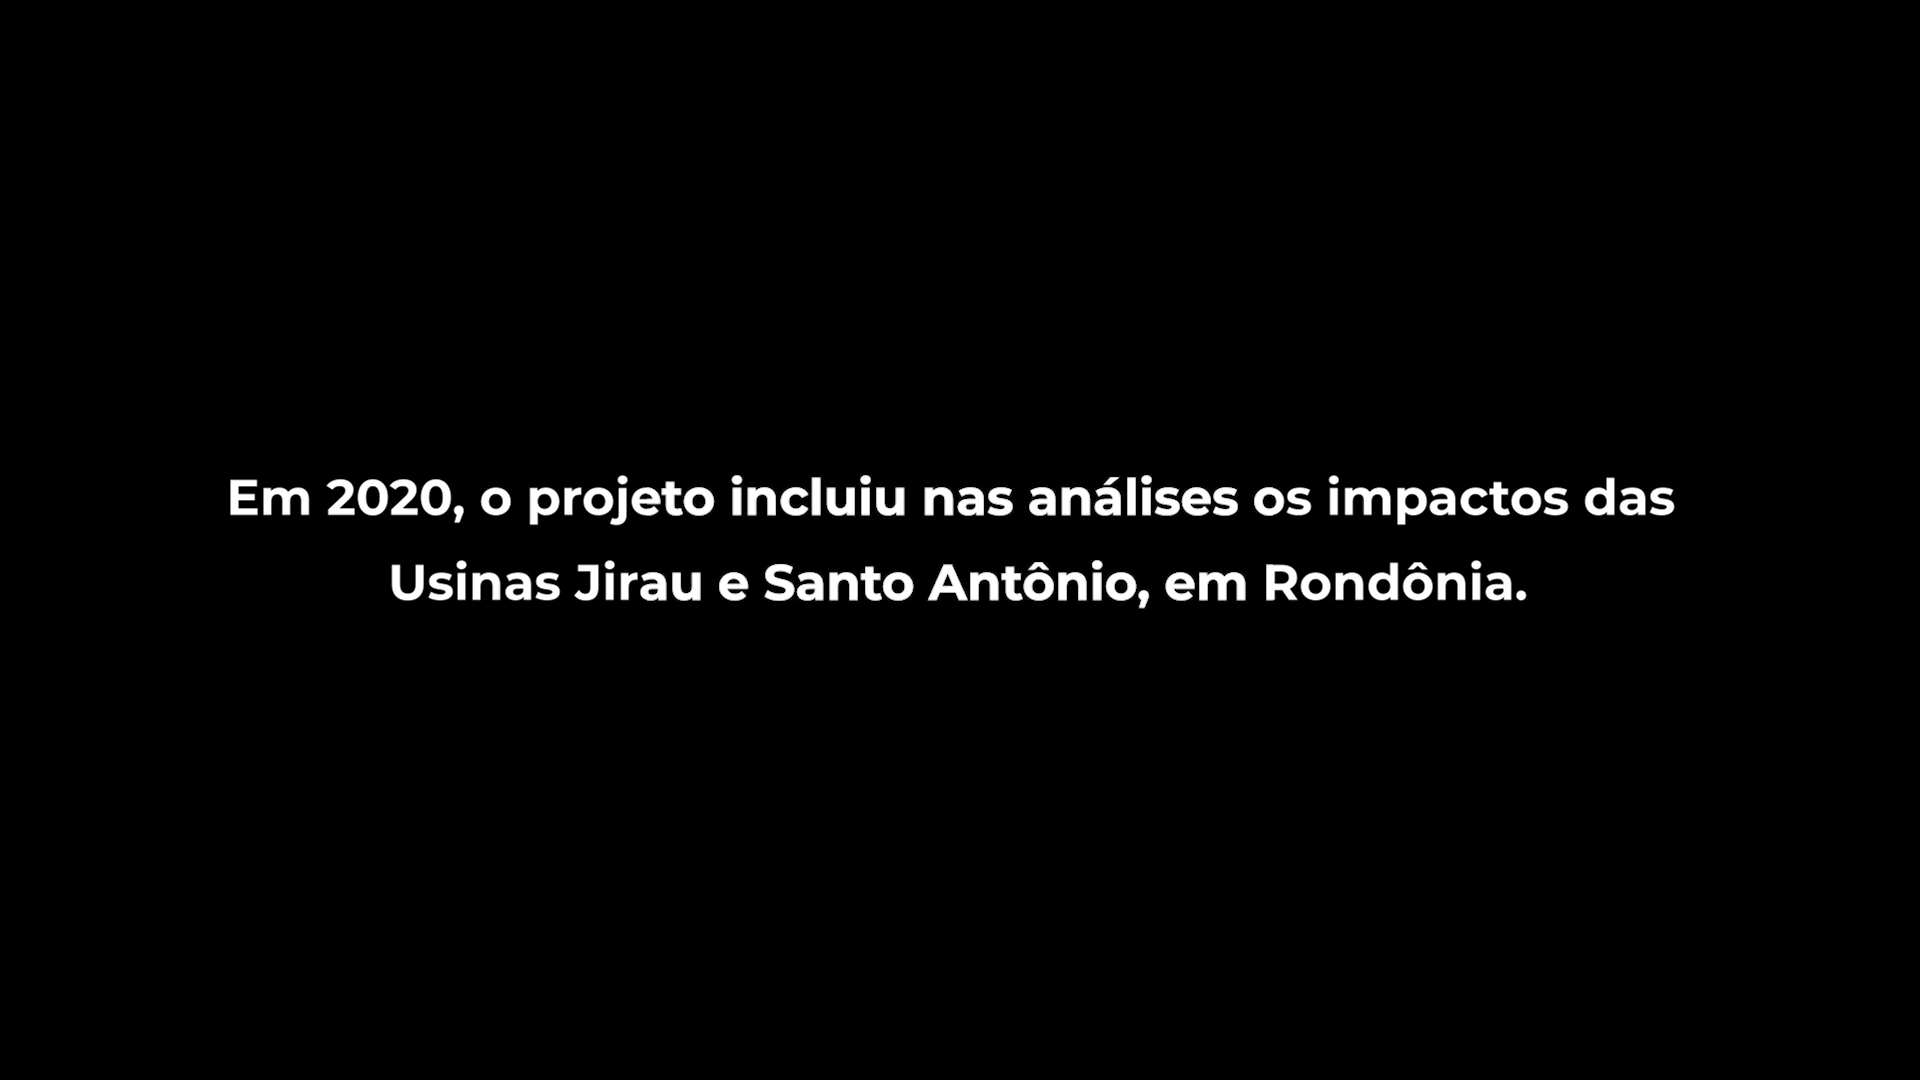 Em 2020, o projeto incluiu nas análises os impactos das
Usinas Jirau e Santo Antônio, em Rondônia.